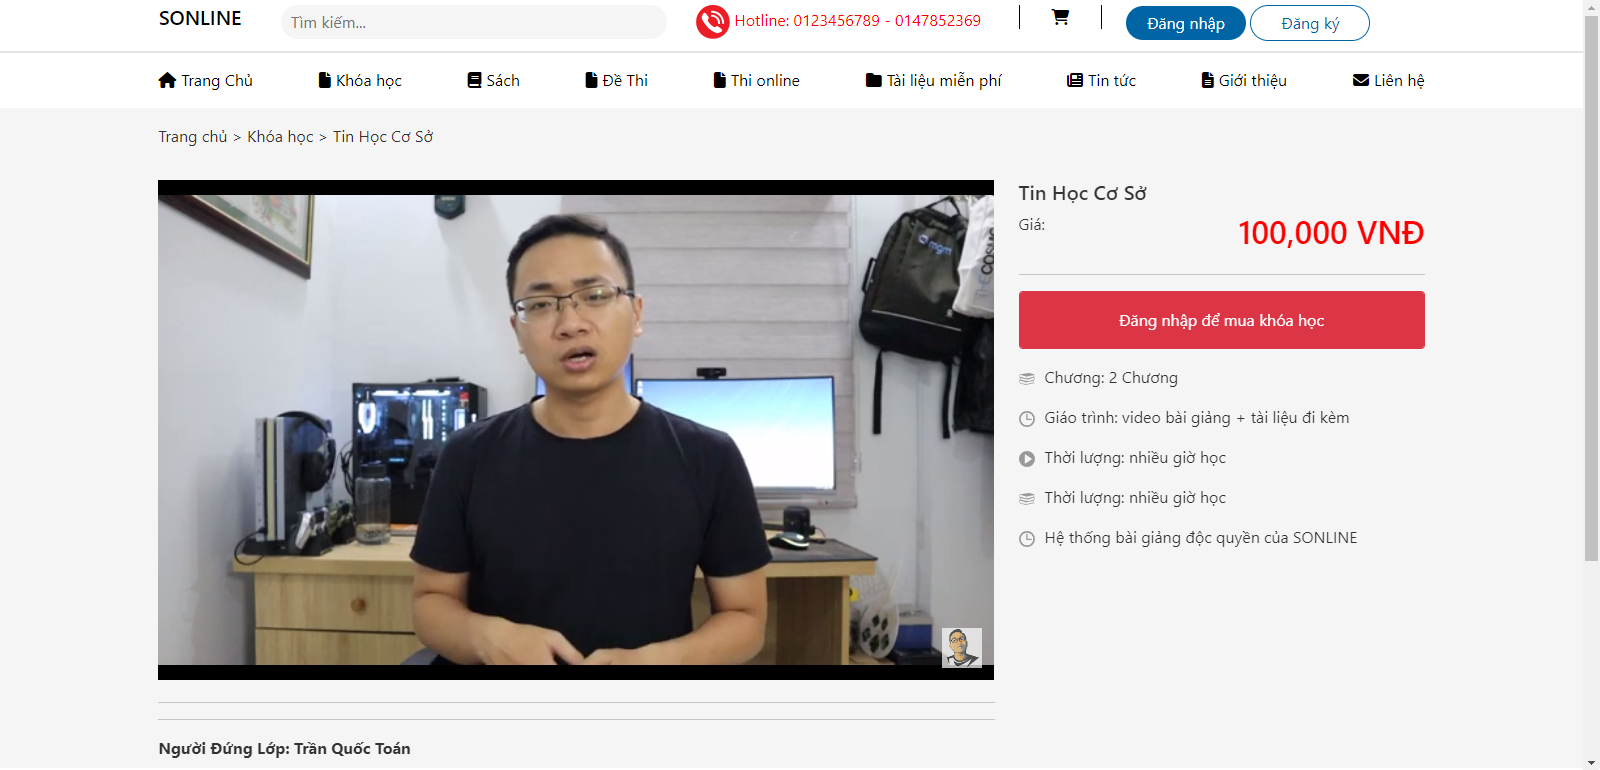 SONLINE
Tìm kiếm...
Hotline: 0123456789 - 0147852369
Đăng nhập
Đăng ký
Trang Chủ
Khóa học
Sách
Đề Thi
Thi online
Tài liệu miễn phí
Tin tức
Giới thiệu
Liên hệ
Trang chủ > Khóa học > Tin Học Cơ Sở
mgm
THE COSMO
Tin Học Cơ Sở
Giá:
100,000 VNĐ
Đăng nhập để mua khóa học
Chương: 2 Chương
Giáo trình: video bài giảng + tài liệu đi kèm
Thời lượng: nhiều giờ học
Thời lượng: nhiều giờ học
Hệ thống bài giảng độc quyền của SONLINE
Người Đứng Lớp: Trần Quốc Toán